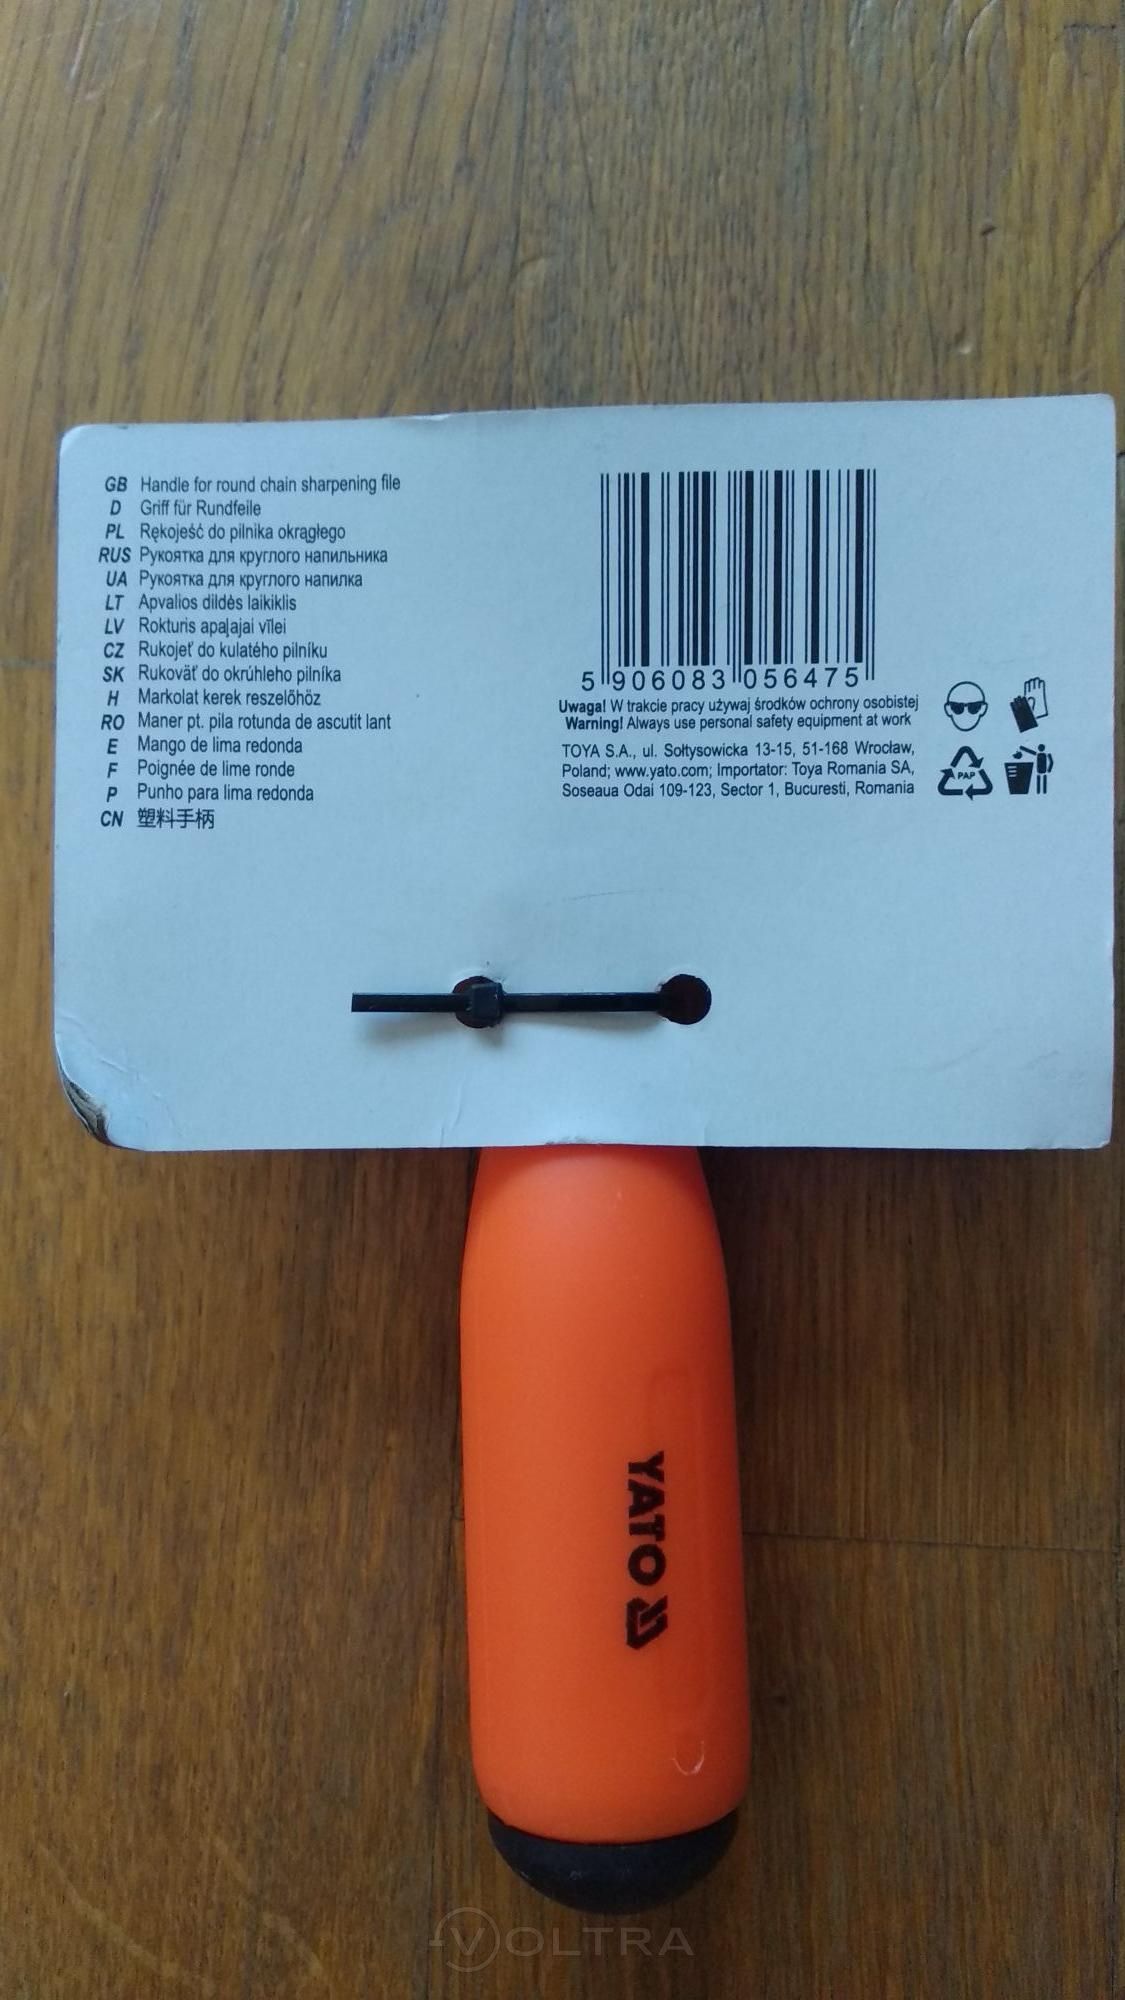 GB Handle for round chain sharpening file
D Griff für Rundfeile
PL Rękojeść do pilnika okrągłego
RUS Рукоятка для круглого напильника
UA Рукоятка для круглого напилка
LT Apvalios dildės laikiklis
LV Rokturis apaļajai vīlei
CZ Rukojeť do kulatého pilníku
SK Rukoväť do okrúhleho pilníka
H Markolat kerek reszelőhöz
RO Maner pt. pila rotunda de ascutit lant
E Mango de lima redonda
F Poignée de lime ronde
P Punho para lima redonda
CN 塑料手柄
5 906083 056475
Uwaga! W trakcie pracy używaj środków ochrony osobistej
Warning! Always use personal safety equipment at work
TOYA S.A., ul. Sołtysowicka 13-15, 51-168 Wrocław,
Poland; www.yato.com; Importator: Toya Romania SA,
Soseaua Odai 109-123, Sector 1, Bucuresti, Romania
PAP
YATO
VOLTRA